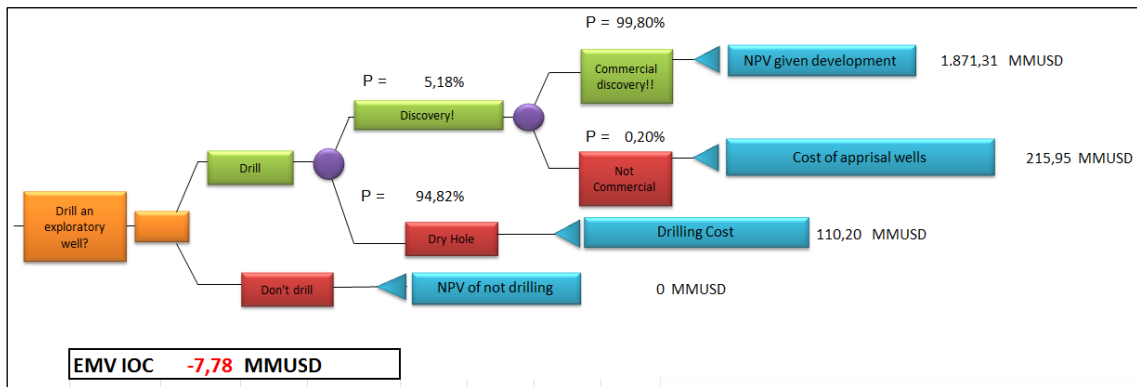 P = 99,80%
Commercial
discovery!!
NPV given development
1.871,31 MMUSD
P = 5,18%
Discovery!
P = 0,20%
Not
Commercial
Cost of apprisal wells
215,95 MMUSD
Drill
P = 94,82%
Dry Hole
Drilling Cost
110,20 MMUSD
Drill an
exploratory
well?
Don't drill
NPV of not drilling
0 MMUSD
EMV IOC -7,78 MMUSD